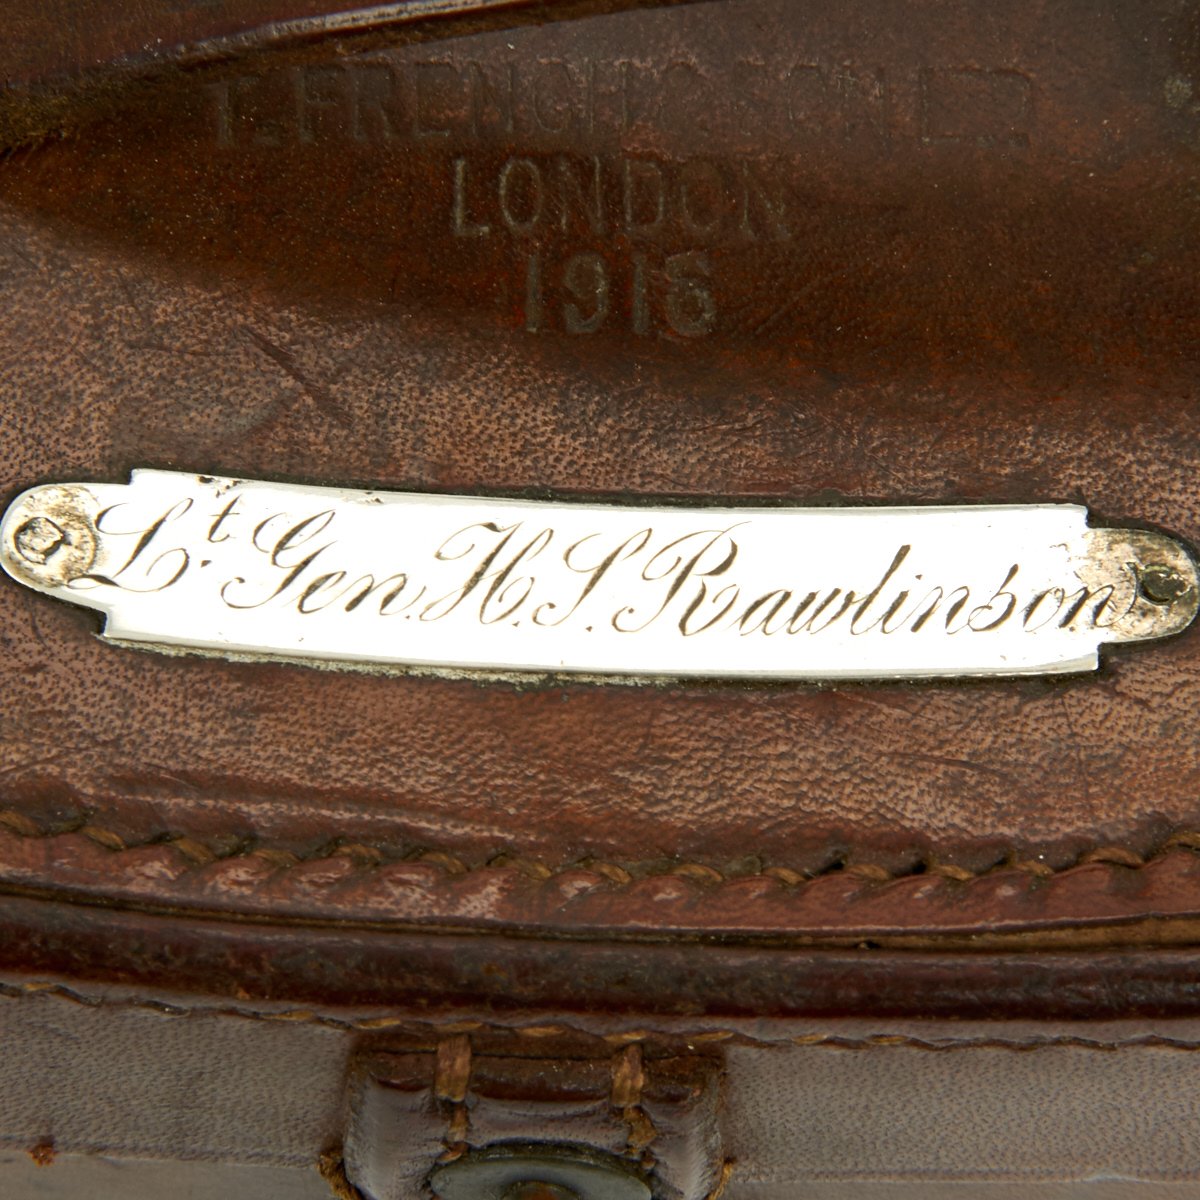 T. FRENCH & SON LTD
LONDON
1916
Lt. Gen. H. S. Rawlinson